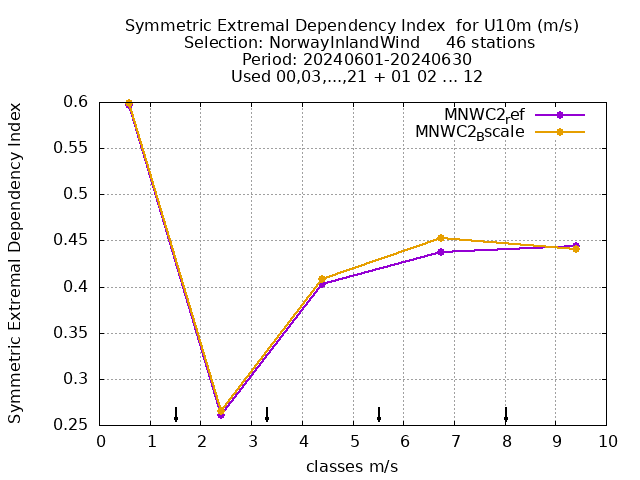 Symmetric Extremal Dependency Index for U10m (m/s)
Selection: NorwayInlandWind 46 stations
Period: 20240601-20240630
Used 00,03,...,21 + 01 02 ... 12
Symmetric Extremal Dependency Index
0.6
0.55
0.5
0.45
0.4
0.35
0.3
0.25
MNWC2ref
MNWC2Bscale
0 1 2 3 4 5 6 7 8 9 10
classes m/s